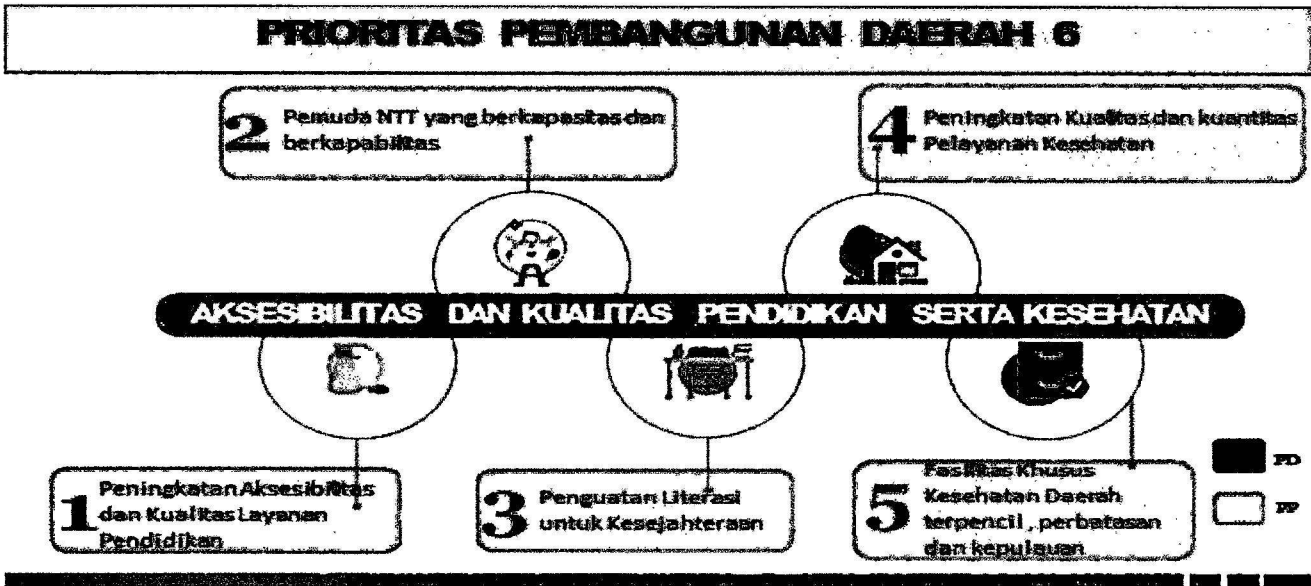 PRIORITAS PEMBANGUNAN DAERAH 6
2 Pemuda NTT yang berkapasitas dan
berkapabilitas
4 Peningkatan Kualitas dan kuantitas
Pelayanan Kesehatan
AKSESIBILITAS DAN KUALITAS PENDIDIKAN SERTA KESEHATAN
1 Peningkatan Aksesibilitas
dan Kualitas Layanan
Pendidikan
3 Penguatan Literasi
untuk Kesejahteraan
5 Fasilitas Khusus
Kesehatan Daerah
terpencil , perbatasan
dan kepulauan
PD
PP